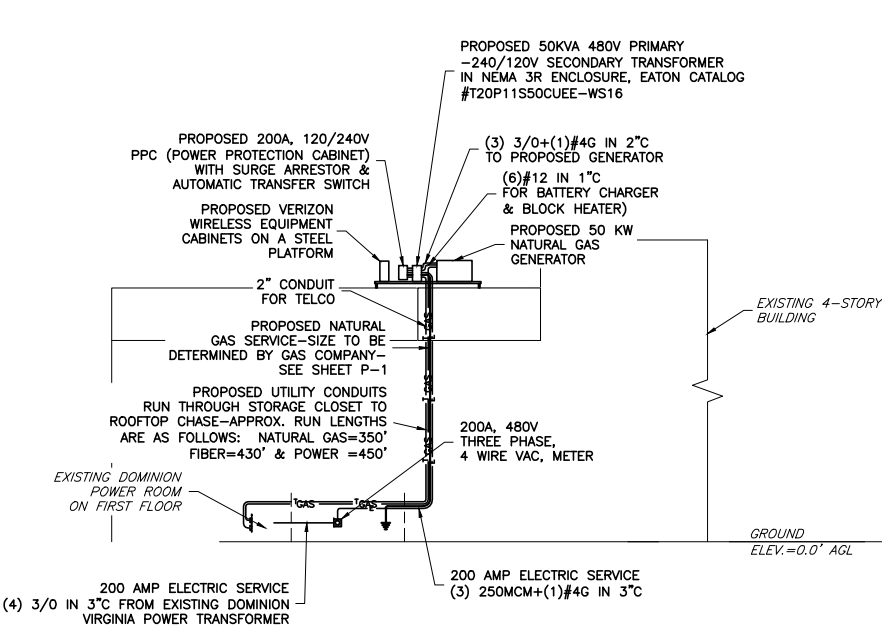 PROPOSED 50KVA 480V PRIMARY
-240/120V SECONDARY TRANSFORMER
IN NEMA 3R ENCLOSURE, EATON CATALOG
#T20P11S50CUEE-WS16
PROPOSED 200A, 120/240V
PPC (POWER PROTECTION CABINET)
WITH SURGE ARRESTOR &
AUTOMATIC TRANSFER SWITCH
(3) 3/0+(1)#4G IN 2"C
TO PROPOSED GENERATOR
(6)#12 IN 1"C
FOR BATTERY CHARGER
& BLOCK HEATER)
PROPOSED VERIZON
WIRELESS EQUIPMENT
CABINETS ON A STEEL
PLATFORM
PROPOSED 50 KW
NATURAL GAS
GENERATOR
2" CONDUIT
FOR TELCO
EXISTING 4-STORY
BUILDING
PROPOSED NATURAL
GAS SERVICE-SIZE TO BE
DETERMINED BY GAS COMPANY-
SEE SHEET P-1
PROPOSED UTILITY CONDUITS
RUN THROUGH STORAGE CLOSET TO
ROOFTOP CHASE-APPROX. RUN LENGTHS
ARE AS FOLLOWS: NATURAL GAS=350'
FIBER=430' & POWER =450'
GAS
GAS
GAS
200A, 480V
THREE PHASE,
4 WIRE VAC, METER
EXISTING DOMINION
POWER ROOM
ON FIRST FLOOR
T GAS
T GAS
GROUND
ELEV.=0.0' AGL
200 AMP ELECTRIC SERVICE
(4) 3/0 IN 3"C FROM EXISTING DOMINION
VIRGINIA POWER TRANSFORMER
200 AMP ELECTRIC SERVICE
(3) 250MCM+(1)#4G IN 3"C